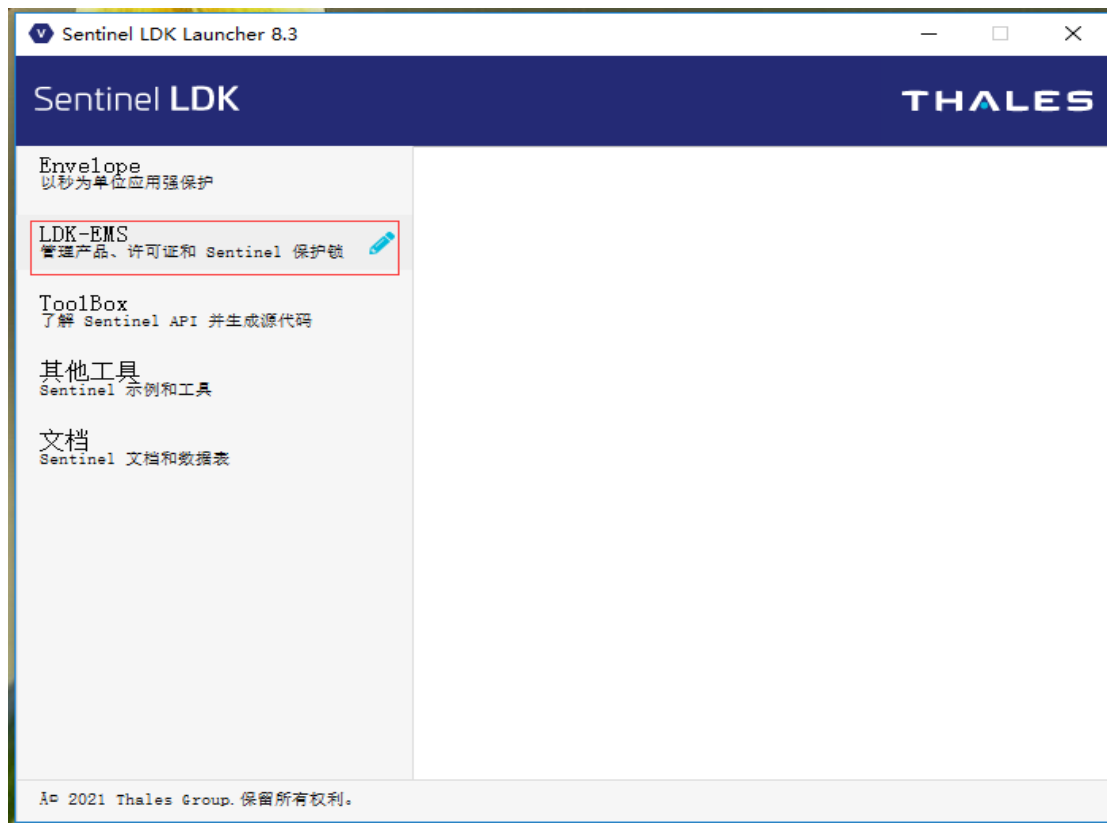 Sentinel LDK Launcher 8.3
Sentinel LDK
THALES
Envelope
以秒为单位应用强保护
LDK-EMS
管理产品、许可证和 Sentinel 保护锁
ToolBox
了解 Sentinel API 并生成源代码
其他工具
Sentinel 示例和工具
文档
Sentinel 文档和数据表
Â© 2021 Thales Group. 保留所有权利。